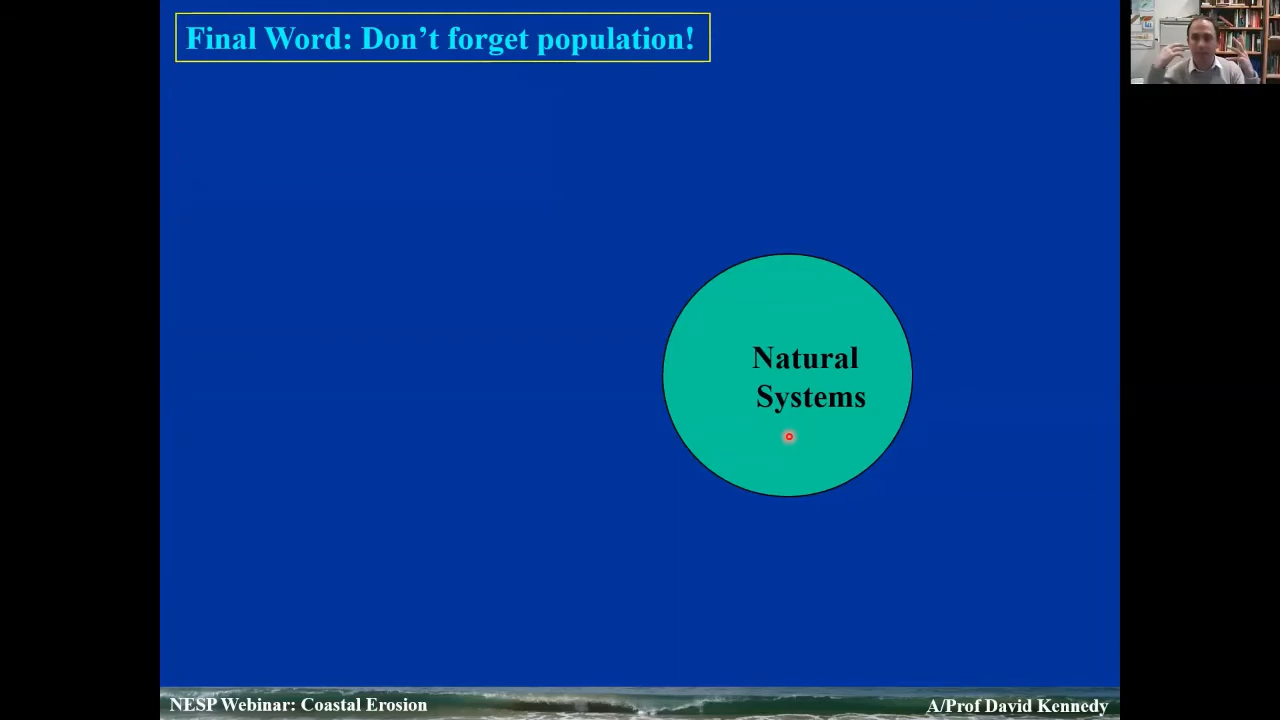 Final Word: Don't forget population!
Natural
Systems
NESP Webinar: Coastal Erosion
A/Prof David Kennedy